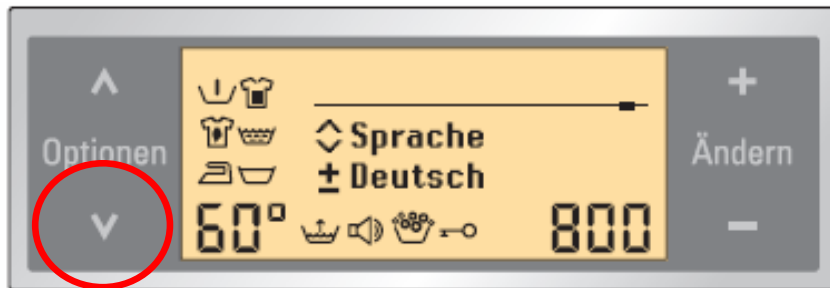 Optionen
Sprache
Deutsch
Ändern
60°
800